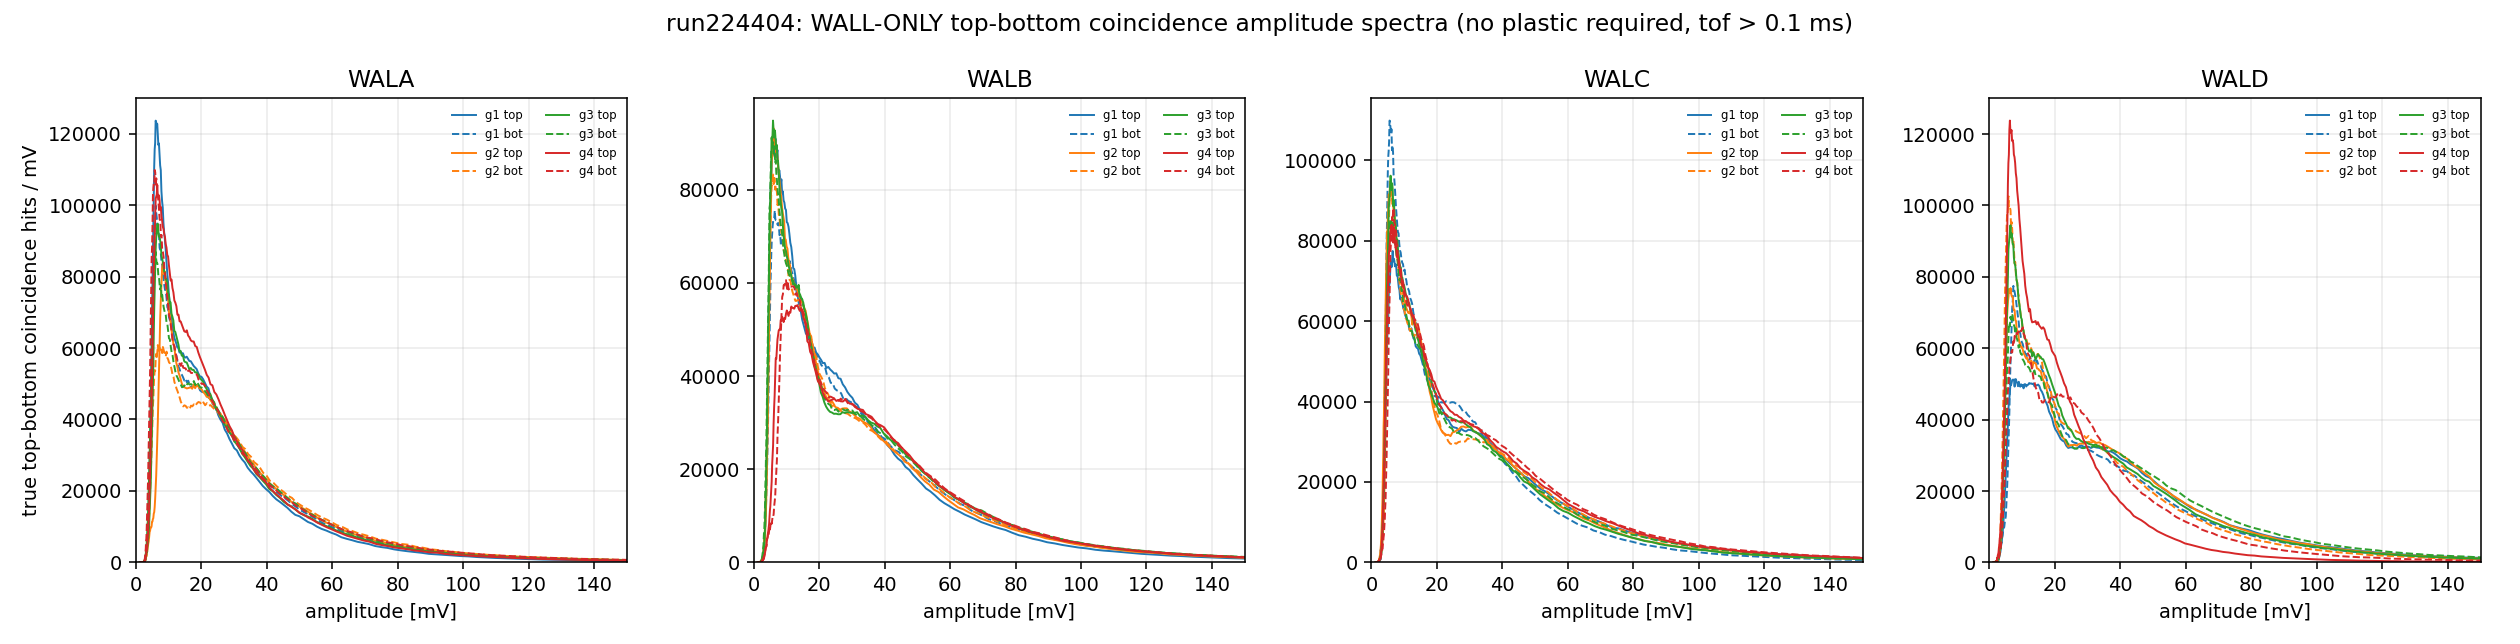 run224404: WALL-ONLY top-bottom coincidence amplitude spectra (no plastic required, tof > 0.1 ms)
WALA
true top-bottom coincidence hits / mV
120000
100000
80000
60000
40000
20000
0
0 20 40 60 80 100 120 140
amplitude [mV]
g1 top g3 top
g1 bot g3 bot
g2 top g4 top
g2 bot g4 bot
WALB
80000
60000
40000
20000
0
0 20 40 60 80 100 120 140
amplitude [mV]
g1 top g3 top
g1 bot g3 bot
g2 top g4 top
g2 bot g4 bot
WALC
100000
80000
60000
40000
20000
0
0 20 40 60 80 100 120 140
amplitude [mV]
g1 top g3 top
g1 bot g3 bot
g2 top g4 top
g2 bot g4 bot
WALD
120000
100000
80000
60000
40000
20000
0
0 20 40 60 80 100 120 140
amplitude [mV]
g1 top g3 top
g1 bot g3 bot
g2 top g4 top
g2 bot g4 bot